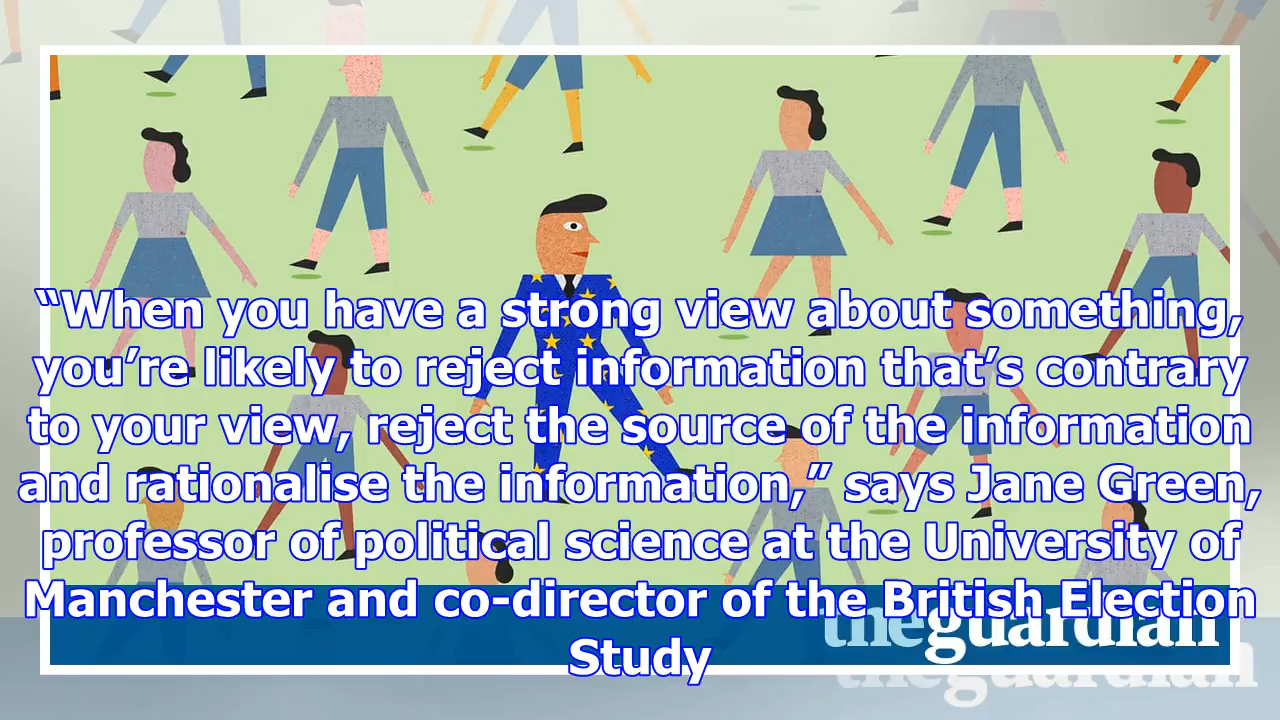 “When you have a strong view about something,
you’re likely to reject information that’s contrary
to your view, reject the source of the information
and rationalise the information,” says Jane Green,
professor of political science at the University of
Manchester and co-director of the British Election
Study
theguardian
theguardian